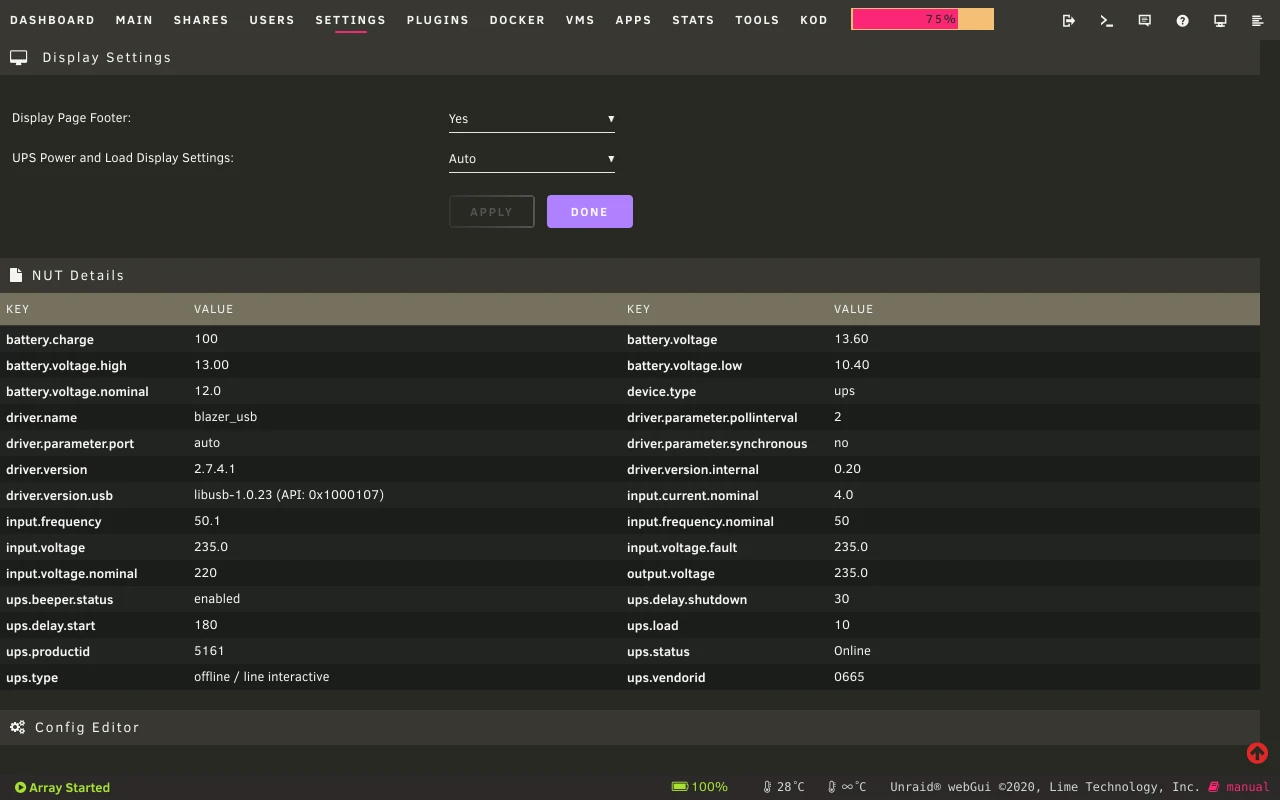 DASHBOARD MAIN SHARES USERS SETTINGS PLUGINS DOCKER VMS APPS STATS TOOLS KOD 75%
Display Settings
Display Page Footer: Yes
UPS Power and Load Display Settings: Auto
APPLY DONE
NUT Details
KEY VALUE KEY VALUE
battery.charge 100 battery.voltage 13.60
battery.voltage.high 13.00 battery.voltage.low 10.40
battery.voltage.nominal 12.0 device.type ups
driver.name blazer_usb driver.parameter.pollinterval 2
driver.parameter.port auto driver.parameter.synchronous no
driver.version 2.7.4.1 driver.version.internal 0.20
driver.version.usb libusb-1.0.23 (API: 0x1000107) input.current.nominal 4.0
input.frequency 50.1 input.frequency.nominal 50
input.voltage 235.0 input.voltage.fault 235.0
input.voltage.nominal 220 output.voltage 235.0
ups.beeper.status enabled ups.delay.shutdown 30
ups.delay.start 180 ups.load 10
ups.productid 5161 ups.status Online
ups.type offline / line interactive ups.vendorid 0665
Config Editor
Array Started 100% 28°C ∞°C Unraid® webGui ©2020, Lime Technology, Inc. manual